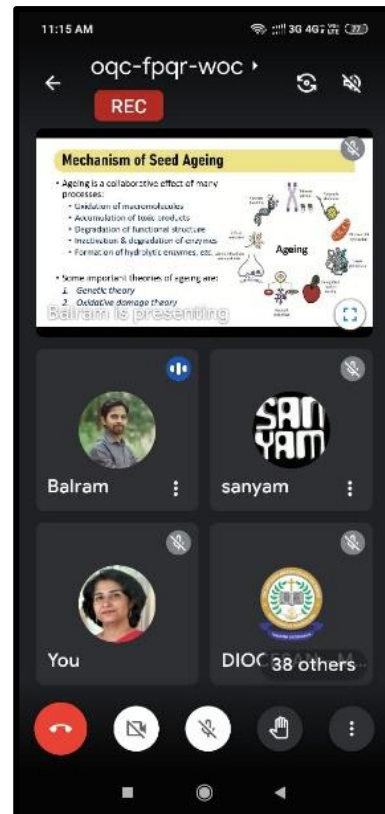 11:15 AM
3G 4G
oqc-fpqr-woc
REC
Mechanism of Seed Ageing
• Ageing is a collaborative effect of many
processes:
• Oxidation of macromolecules
• Accumulation of toxic products
• Degradation of functional structure
• Inactivation & degradation of enzymes
• Formation of hydrolytic enzymes, etc.
Ageing
• Some important theories of ageing are:
1. Genetic theory
2. Oxidative damage theory
Balram is presenting
Balram
sanyam
SAN
YAM
You
DIOC
38 others